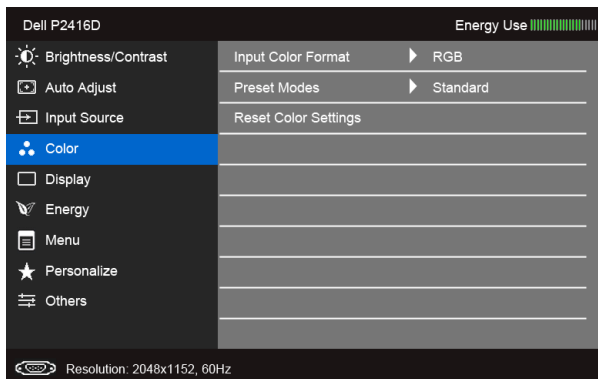 Dell P2416D Energy Use
Brightness/Contrast Input Color Format RGB
Auto Adjust Preset Modes Standard
Input Source Reset Color Settings
Color
Display
Energy
Menu
Personalize
Others
Resolution: 2048x1152, 60Hz